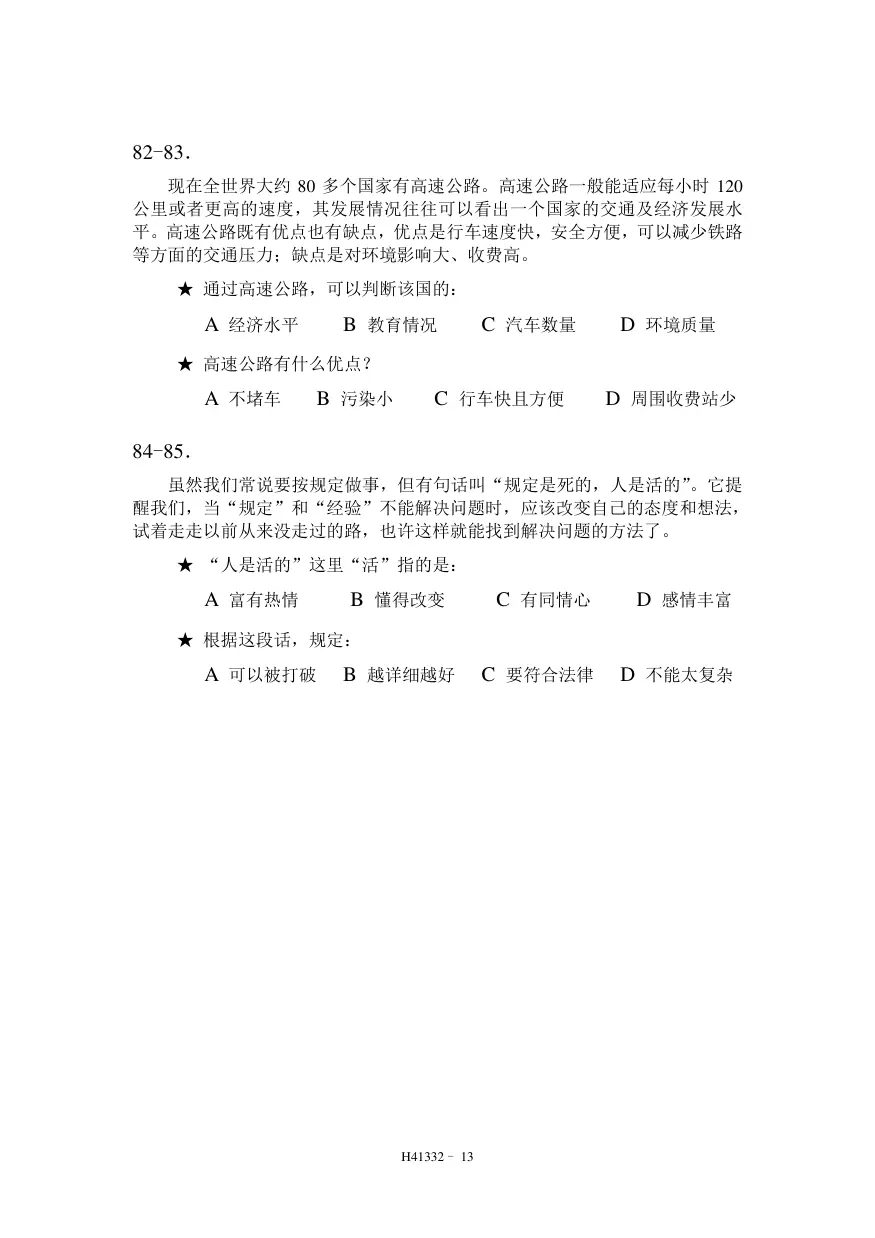 82-83．
现在全世界大约 80 多个国家有高速公路。高速公路一般能适应每小时 120
公里或者更高的速度，其发展情况往往可以看出一个国家的交通及经济发展水
平。高速公路既有优点也有缺点，优点是行车速度快，安全方便，可以减少铁路
等方面的交通压力；缺点是对环境影响大、收费高。
★ 通过高速公路，可以判断该国的：
A 经济水平 B 教育情况 C 汽车数量 D 环境质量
★ 高速公路有什么优点？
A 不堵车 B 污染小 C 行车快且方便 D 周围收费站少
84-85．
虽然我们常说要按规定做事，但有句话叫“规定是死的，人是活的”。它提
醒我们，当“规定”和“经验”不能解决问题时，应该改变自己的态度和想法，
试着走走以前从来没走过的路，也许这样就能找到解决问题的方法了。
★ “人是活的”这里“活”指的是：
A 富有热情 B 懂得改变 C 有同情心 D 感情丰富
★ 根据这段话，规定：
A 可以被打破 B 越详细越好 C 要符合法律 D 不能太复杂
H41332－ 13